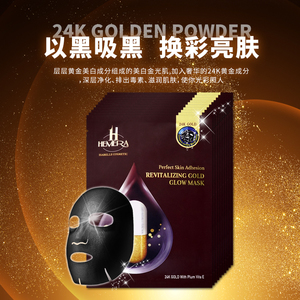 24K GOLDEN POWDER
以黑吸黑 换彩亮肤
层层黄金美白成分组成的美白金光肌,加入奢华的24K黄金成分
,深层净化、排出毒素、滋润肌肤,使你光彩照人
24K GOLD
HEMERA
Perfect Skin Adhesion
REVITALIZING GOLD
GLOW MASK
24K GOLD With Pluze Vita E